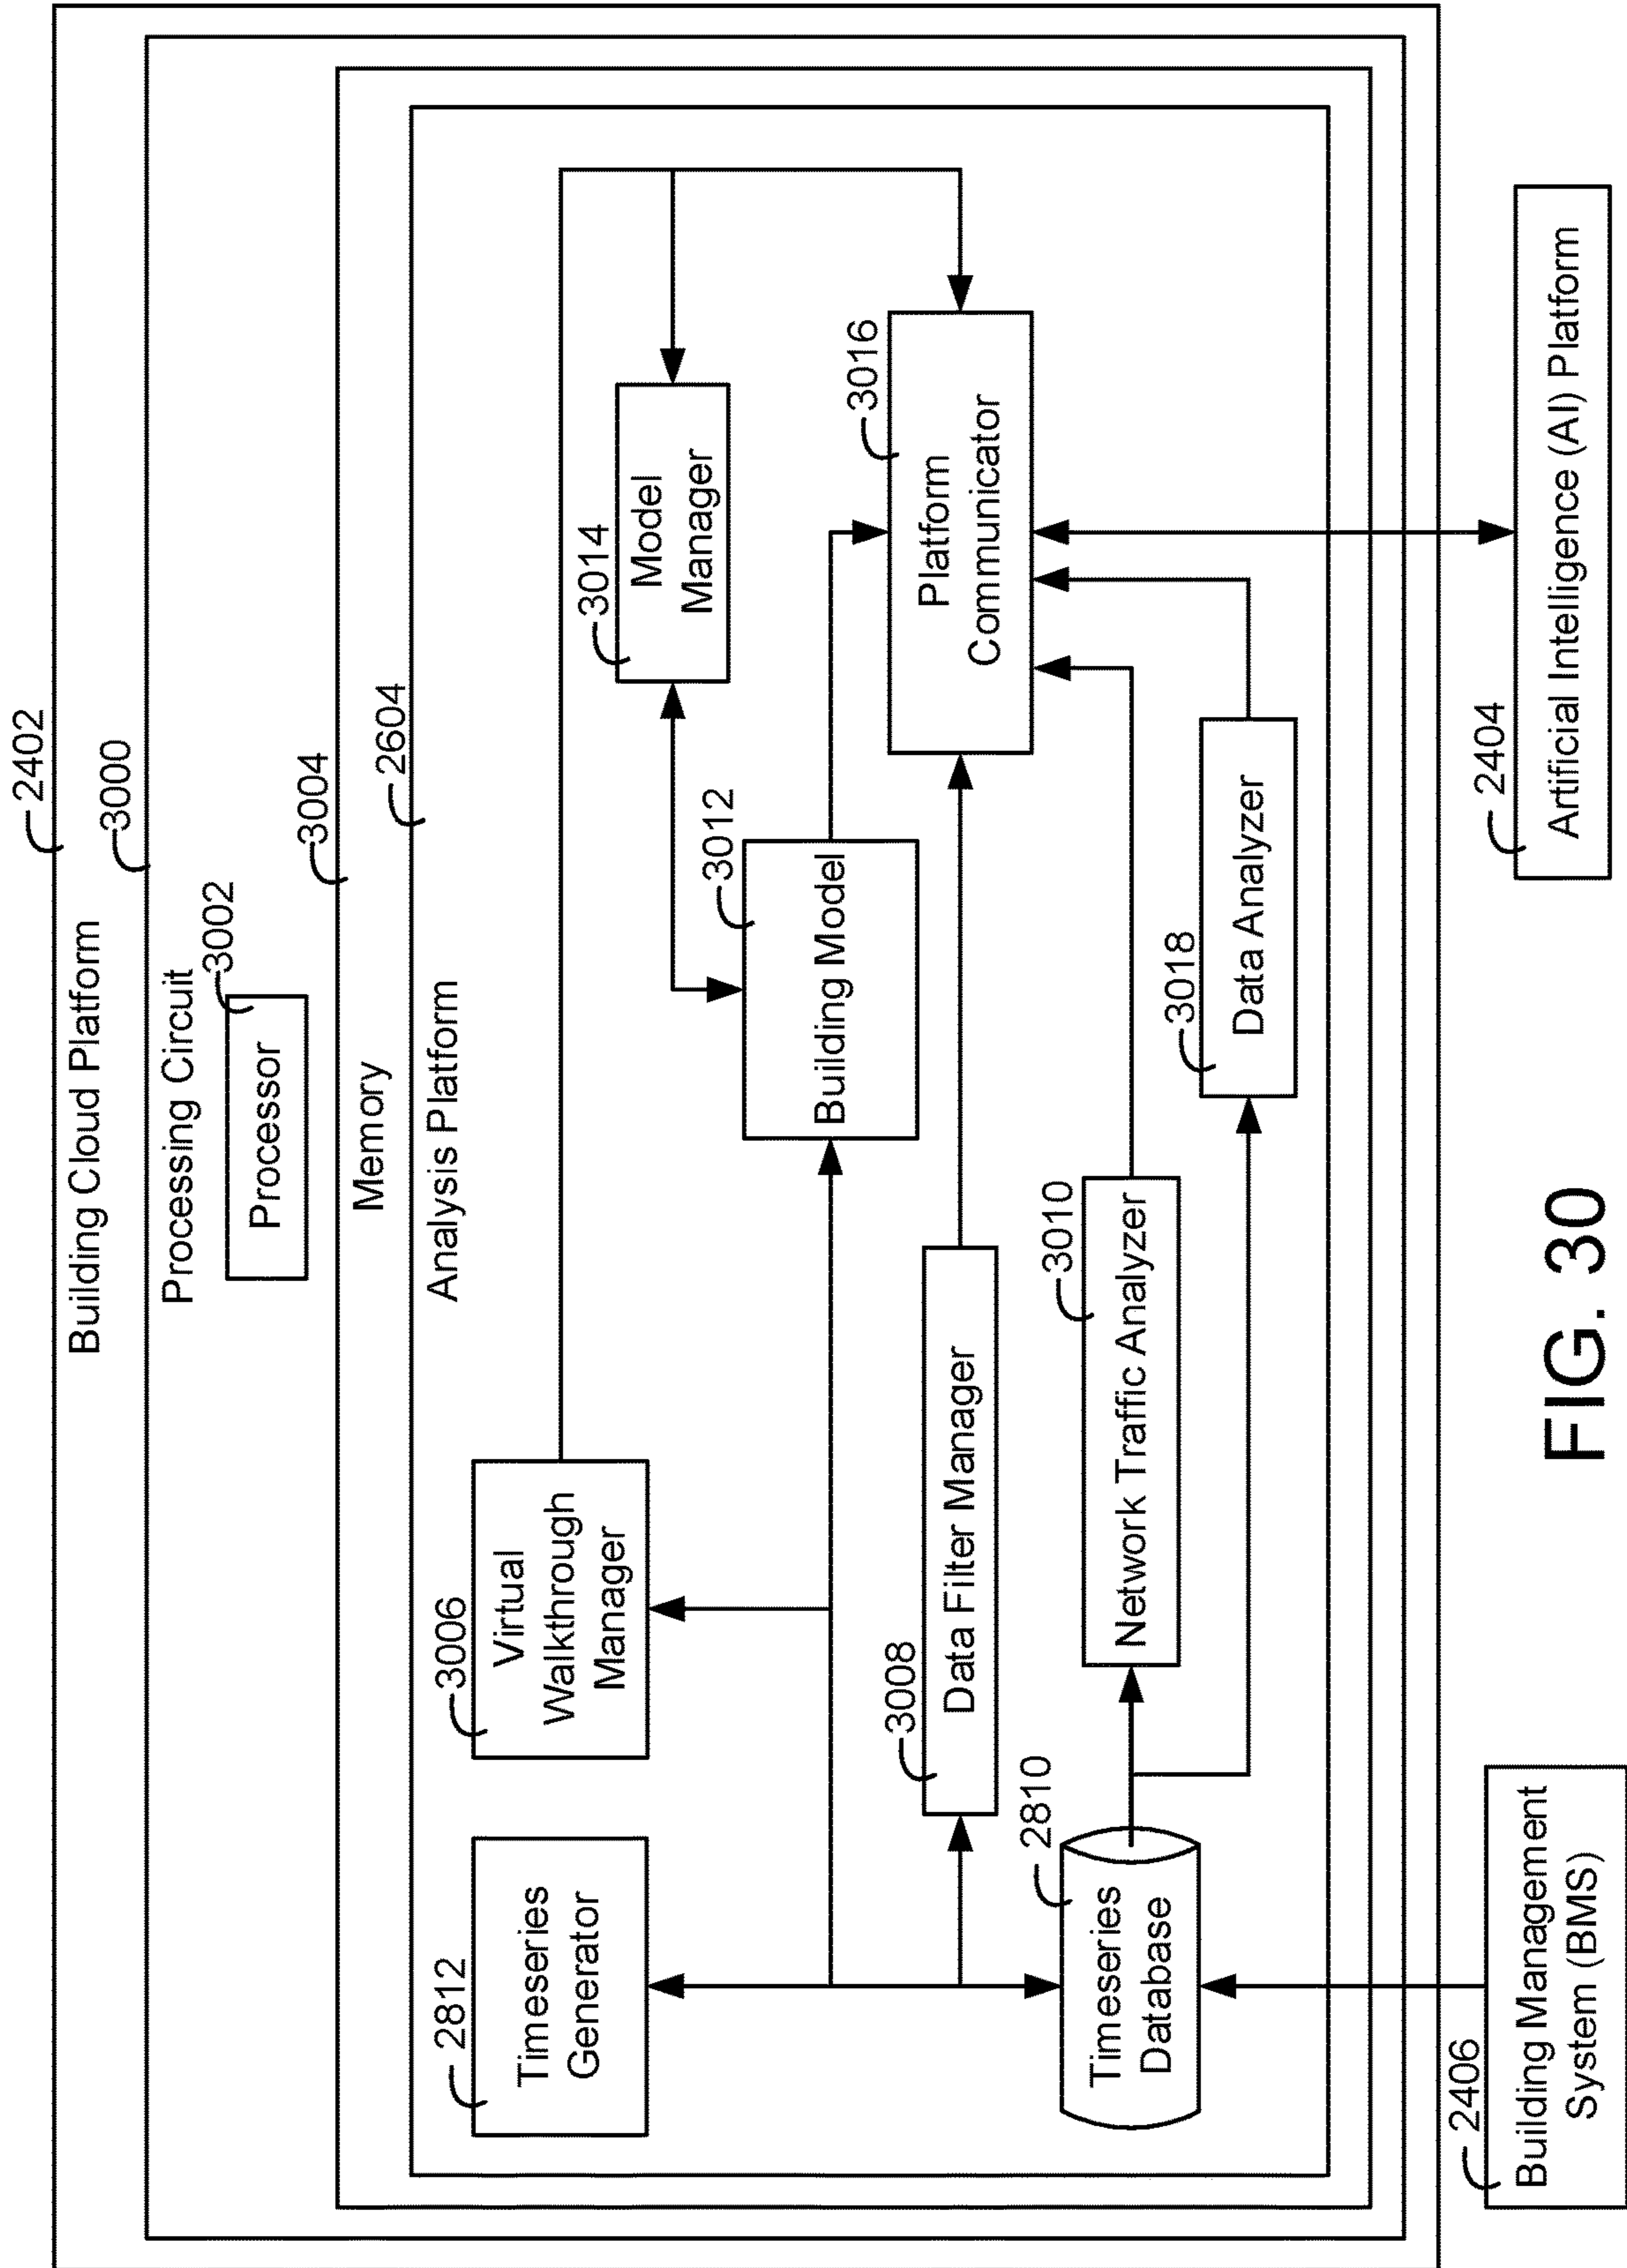 Building Cloud Platform
2402
Processing Circuit
3000
Processor
3002
Memory
3004
Analysis Platform
2604
2812
Timeseries
Generator
3006
Virtual
Walkthrough
Manager
3014
Model
Manager
3012
Building Model
3008
Data Filter Manager
3016
Platform
Communicator
2810
Timeseries
Database
3010
Network Traffic Analyzer
3018
Data Analyzer
2406
Building Management
System (BMS)
2404
Artificial Intelligence (AI) Platform
FIG. 30